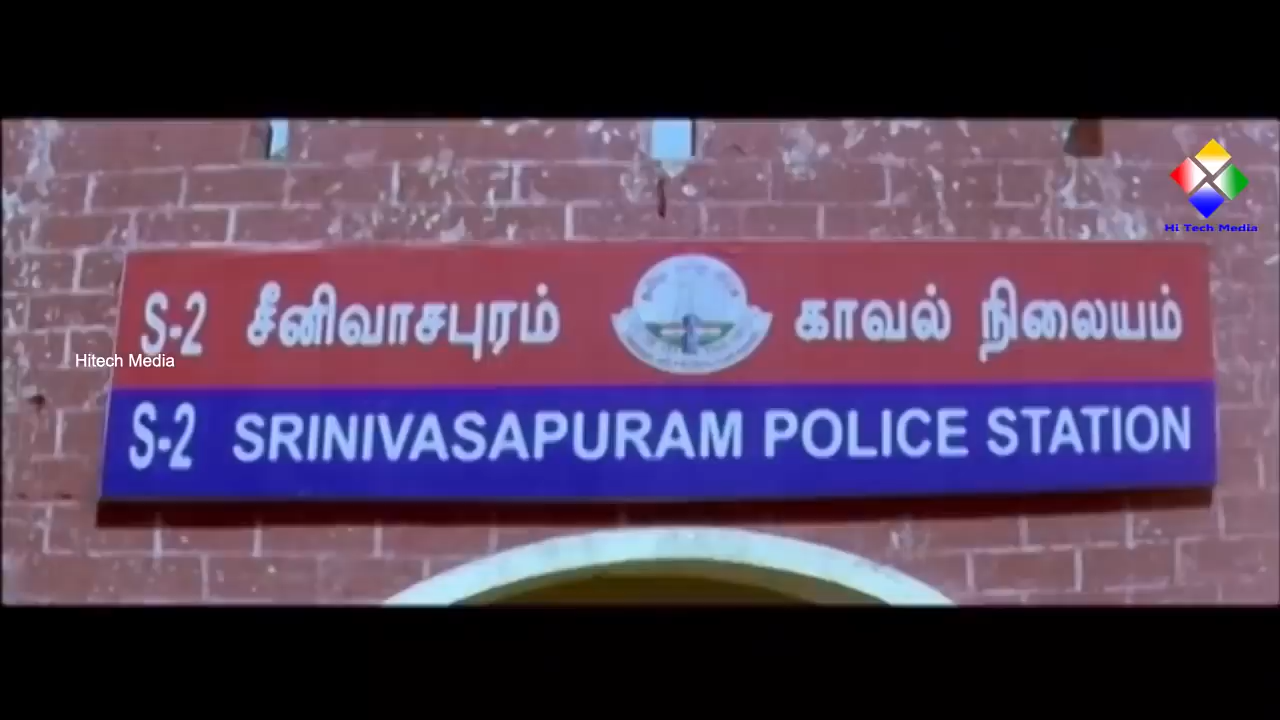 Hi Tech Media
S-2 சீனிவாசபுரம் காவல் நிலையம்
Hitech Media
S-2 SRINIVASAPURAM POLICE STATION